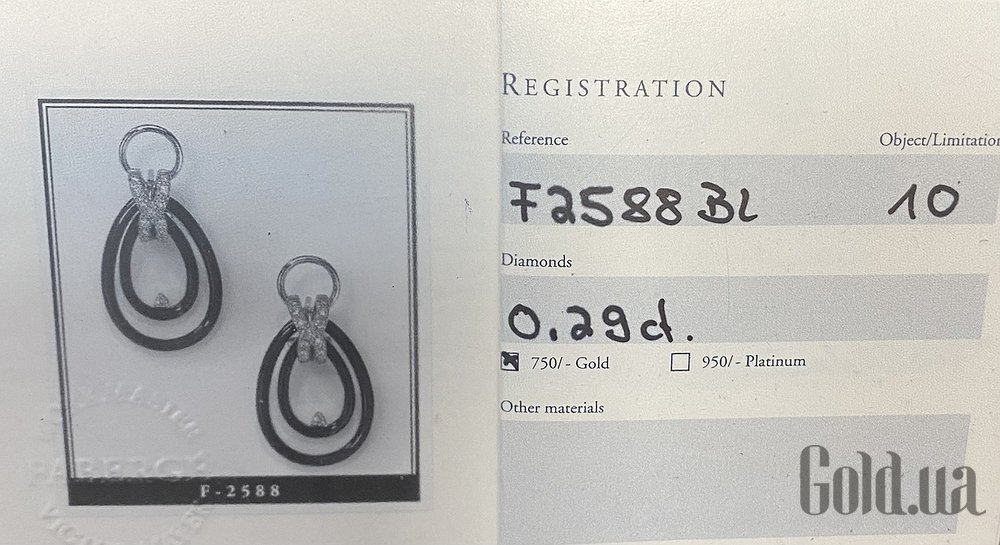 F-2588
FABERGÉ
REGISTRATION
Reference Object/Limitation
F2588 BL 10
Diamonds
0.29 ct.
750/- Gold 950/- Platinum
Other materials
Gold.ua